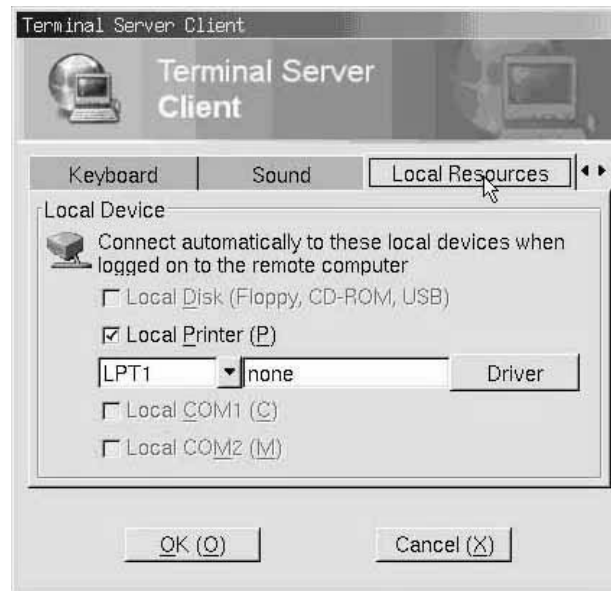 Terminal Server Client
Terminal Server
Client
Keyboard
Sound
Local Resources
Local Device
Connect automatically to these local devices when
logged on to the remote computer
Local Disk (Floppy, CD-ROM, USB)
Local Printer (P)
LPT1
none
Driver
Local COM1 (C)
Local COM2 (M)
OK (O)
Cancel (X)